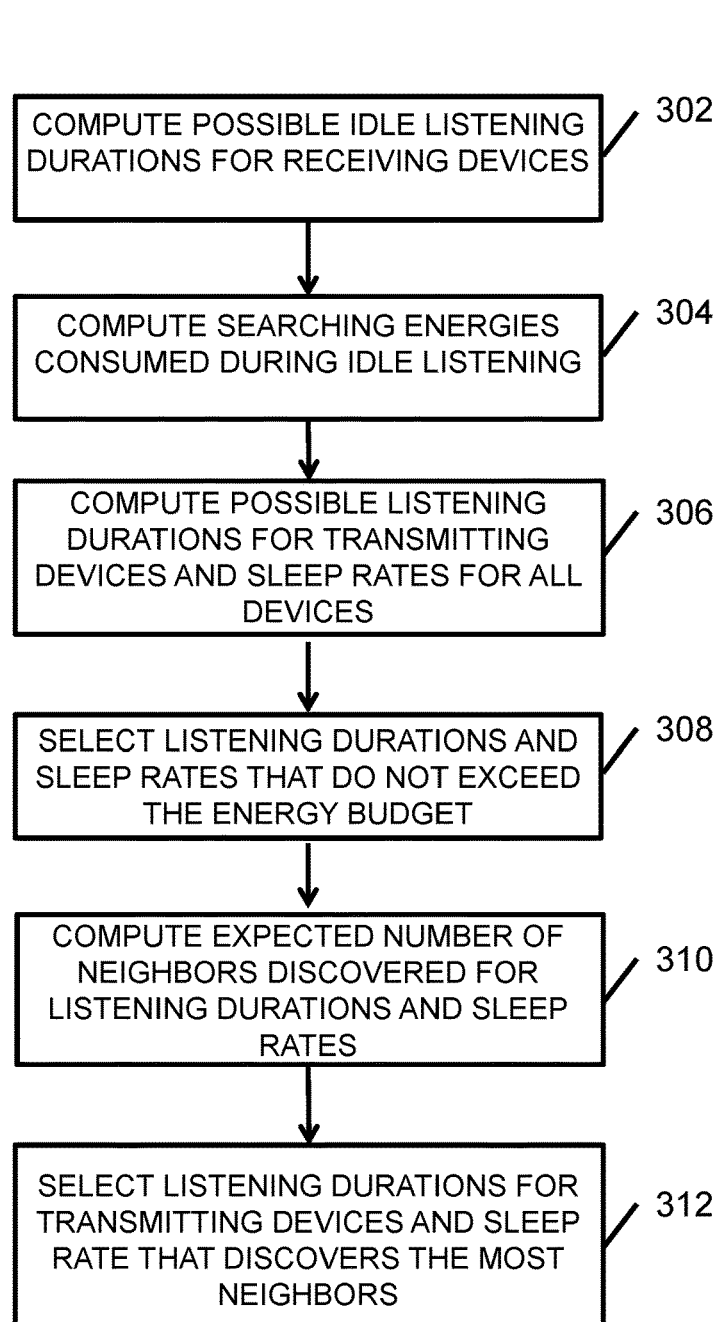 COMPUTE POSSIBLE IDLE LISTENING
DURATIONS FOR RECEIVING DEVICES
302
COMPUTE SEARCHING ENERGIES
CONSUMED DURING IDLE LISTENING
304
COMPUTE POSSIBLE LISTENING
DURATIONS FOR TRANSMITTING
DEVICES AND SLEEP RATES FOR ALL
DEVICES
306
SELECT LISTENING DURATIONS AND
SLEEP RATES THAT DO NOT EXCEED
THE ENERGY BUDGET
308
COMPUTE EXPECTED NUMBER OF
NEIGHBORS DISCOVERED FOR
LISTENING DURATIONS AND SLEEP
RATES
310
SELECT LISTENING DURATIONS FOR
TRANSMITTING DEVICES AND SLEEP
RATE THAT DISCOVERS THE MOST
NEIGHBORS
312